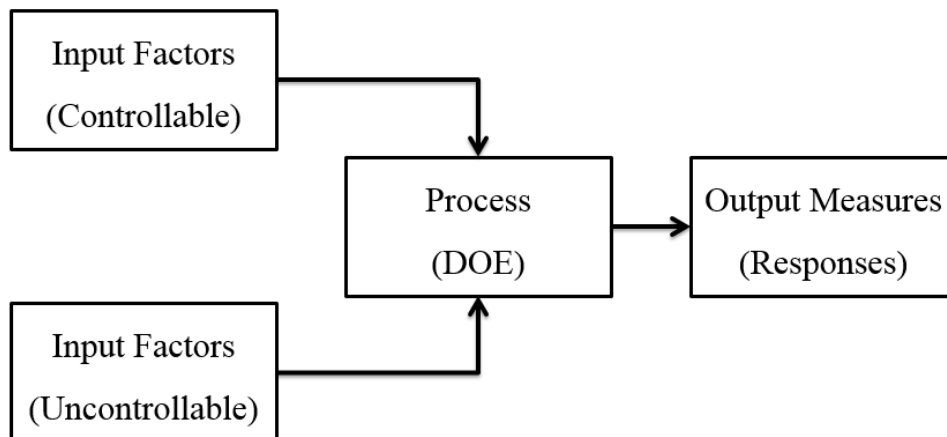 Input Factors
(Controllable)
Process
(DOE)
Output Measures
(Responses)
Input Factors
(Uncontrollable)